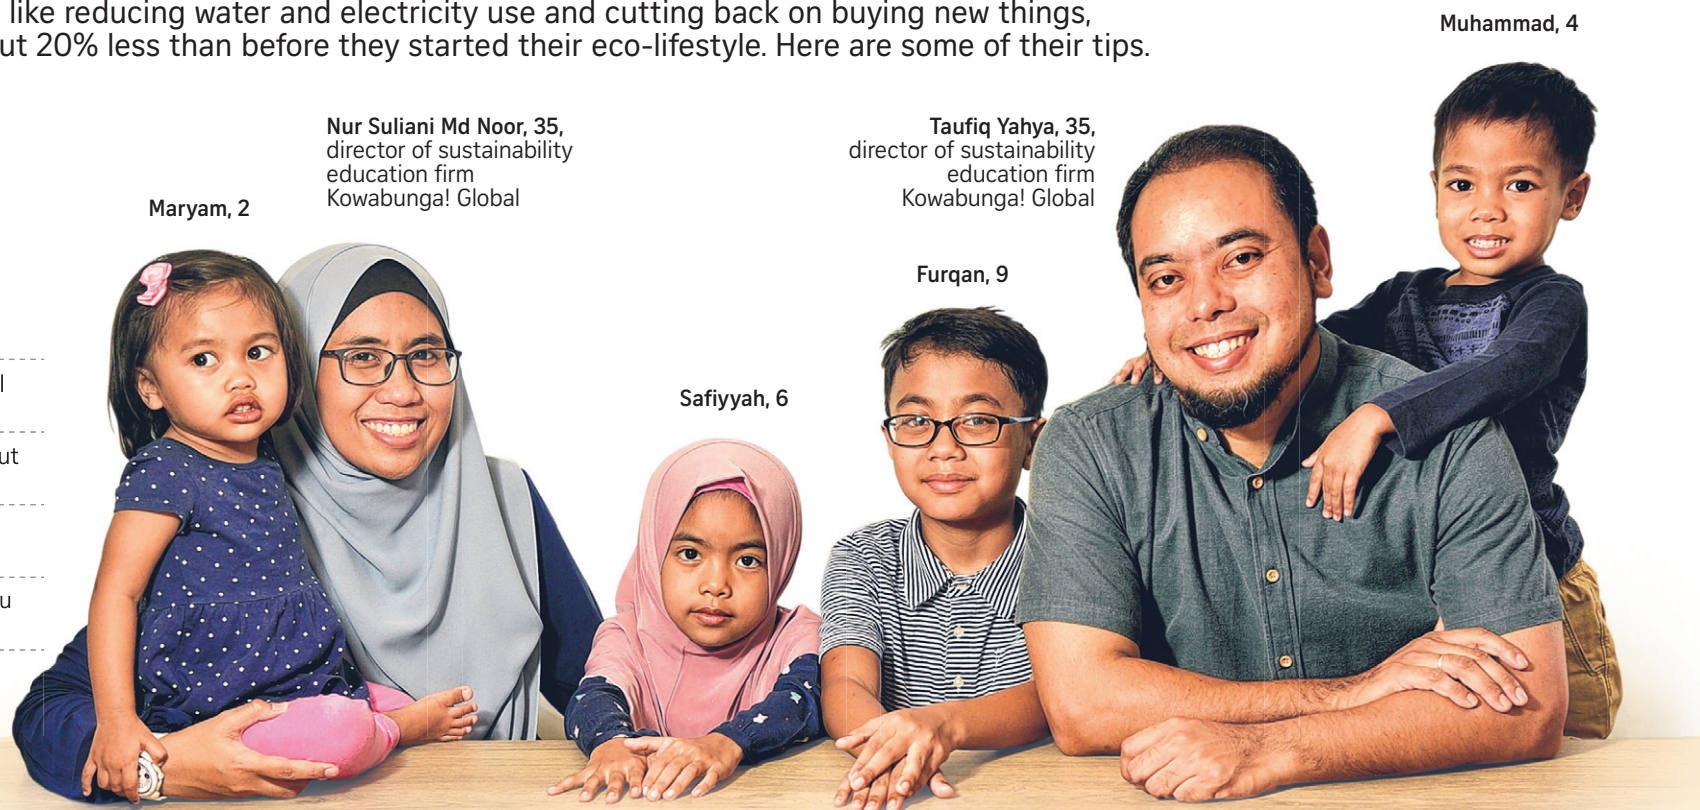 like reducing water and electricity use and cutting back on buying new things,
20% less than before they started their eco-lifestyle. Here are some of their tips.
Muhammad, 4
Nur Suliani Md Noor, 35,
director of sustainability
education firm
Kowabunga! Global
Taufiq Yahya, 35,
director of sustainability
education firm
Kowabunga! Global
Maryam, 2
Furqan, 9
Safiyyah, 6